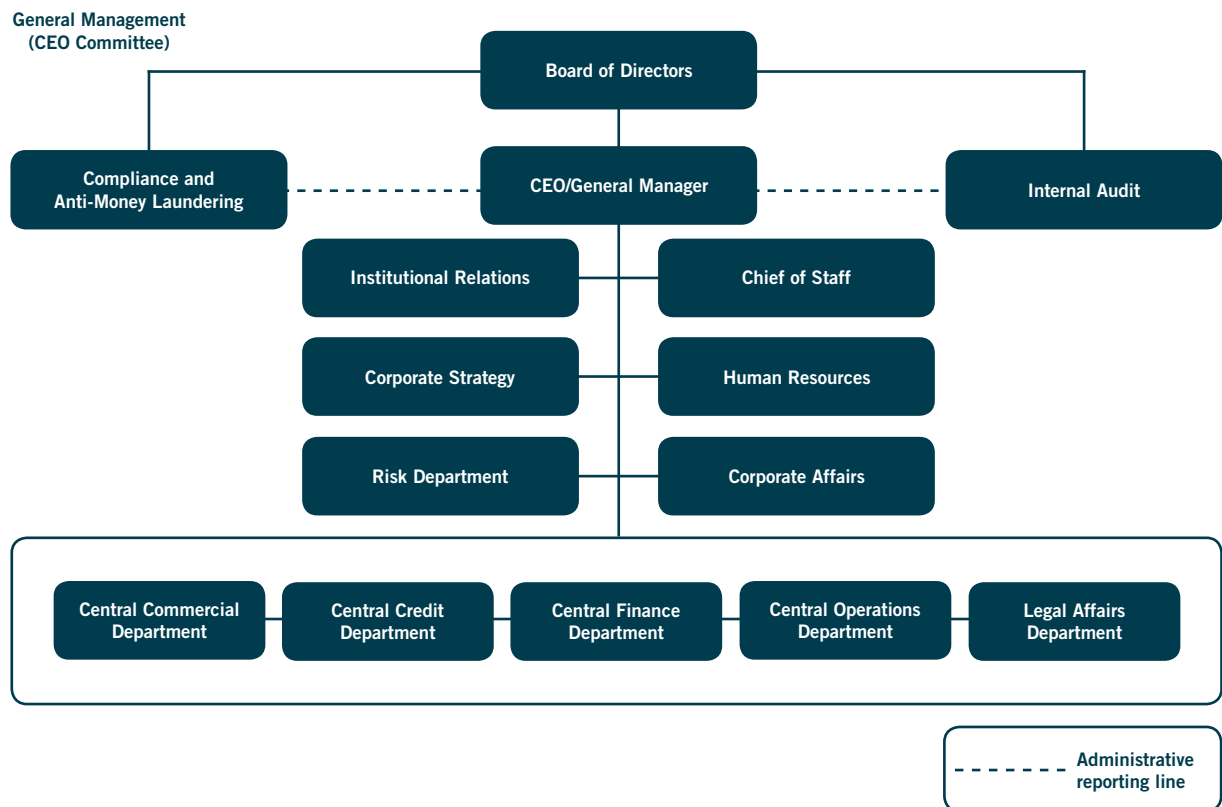 General Management
(CEO Committee)
Board of Directors
Compliance and
Anti-Money Laundering
CEO/General Manager
Internal Audit
Institutional Relations
Chief of Staff
Corporate Strategy
Human Resources
Risk Department
Corporate Affairs
Central Commercial
Department
Central Credit
Department
Central Finance
Department
Central Operations
Department
Legal Affairs
Department
Administrative
reporting line